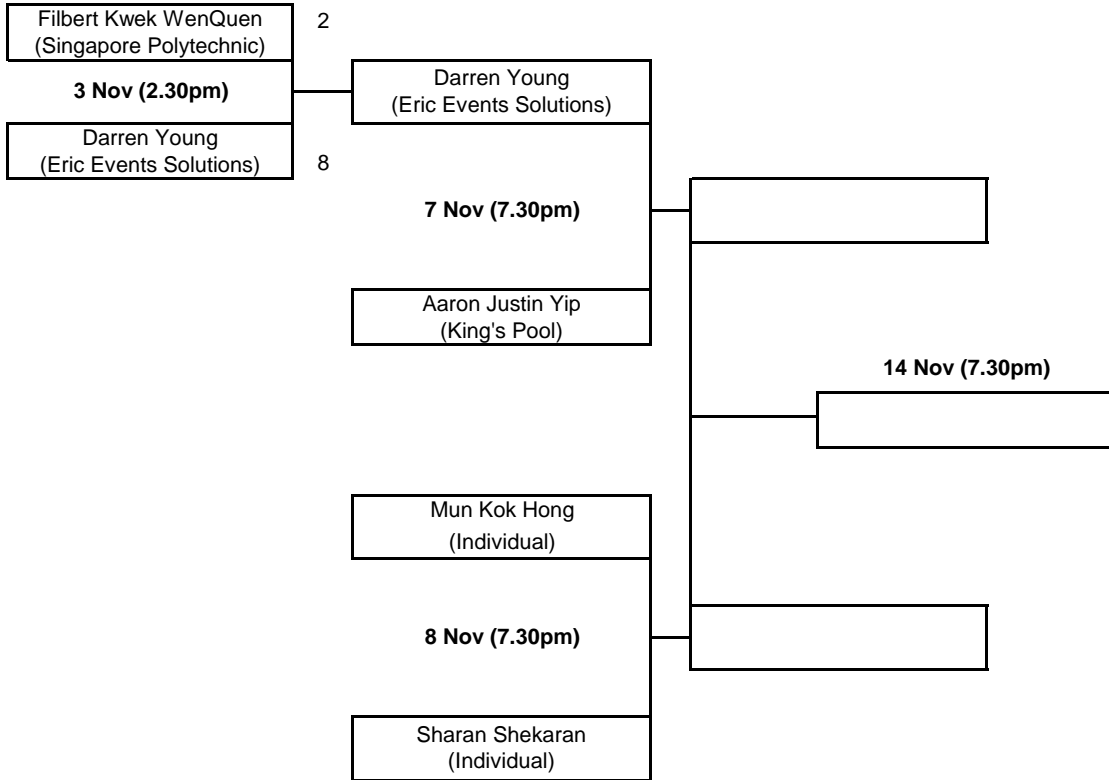 Filbert Kwek WenQuen
(Singapore Polytechnic)
2
3 Nov (2.30pm)
Darren Young
(Eric Events Solutions)
8
Darren Young
(Eric Events Solutions)
7 Nov (7.30pm)
Aaron Justin Yip
(King's Pool)
14 Nov (7.30pm)
Mun Kok Hong
(Individual)
8 Nov (7.30pm)
Sharan Shekaran
(Individual)